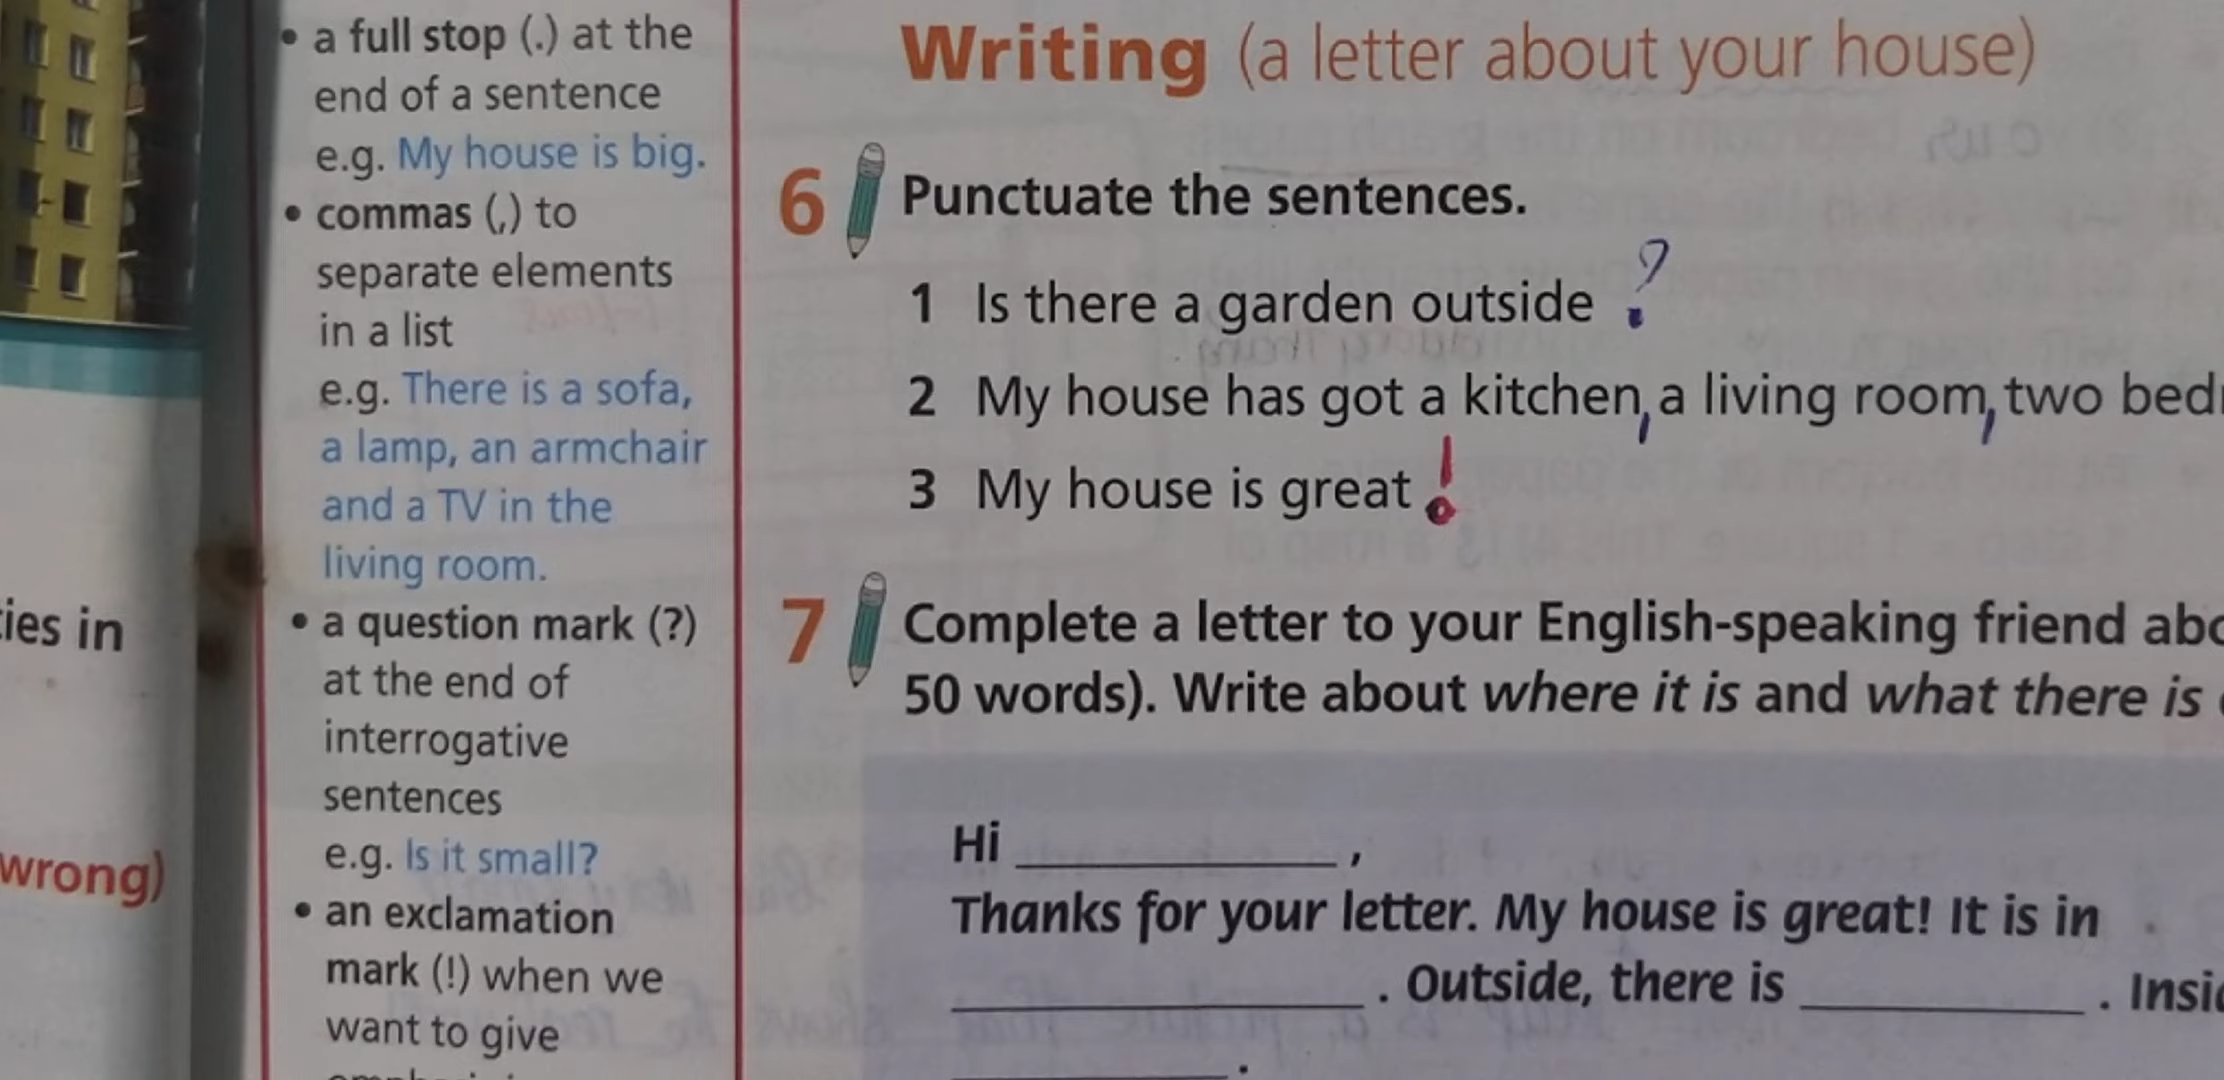 ies in
wrong)
• a full stop (.) at the
end of a sentence
e.g. My house is big.
• commas (,) to
separate elements
in a list
e.g. There is a sofa,
a lamp, an armchair
and a TV in the
living room.
• a question mark (?)
at the end of
interrogative
sentences
e.g. Is it small?
• an exclamation
mark (!) when we
want to give
Writing (a letter about your house)
6 Punctuate the sentences.
1 Is there a garden outside ?
2 My house has got a kitchen, a living room, two bed
3 My house is great !
7 Complete a letter to your English-speaking friend abo
50 words). Write about where it is and what there is
Hi ____________ ,
Thanks for your letter. My house is great! It is in
____________ . Outside, there is ____________ . Insi
____________ .